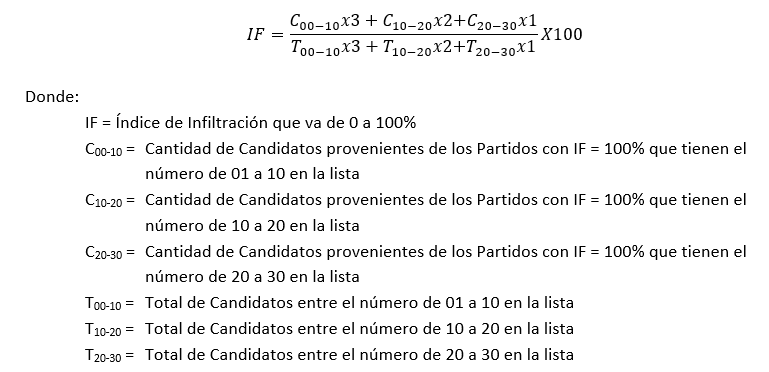 IF = (C₀₀₋₁₀x3 + C₁₀₋₂₀x2+C₂₀₋₃₀x1) / (T₀₀₋₁₀x3 + T₁₀₋₂₀x2+T₂₀₋₃₀x1) X100
Donde:
IF = Índice de Infiltración que va de 0 a 100%
C₀₀₋₁₀ = Cantidad de Candidatos provenientes de los Partidos con IF = 100% que tienen el
número de 01 a 10 en la lista
C₁₀₋₂₀ = Cantidad de Candidatos provenientes de los Partidos con IF = 100% que tienen el
número de 10 a 20 en la lista
C₂₀₋₃₀ = Cantidad de Candidatos provenientes de los Partidos con IF = 100% que tienen el
número de 20 a 30 en la lista
T₀₀₋₁₀ = Total de Candidatos entre el número de 01 a 10 en la lista
T₁₀₋₂₀ = Total de Candidatos entre el número de 10 a 20 en la lista
T₂₀₋₃₀ = Total de Candidatos entre el número de 20 a 30 en la lista